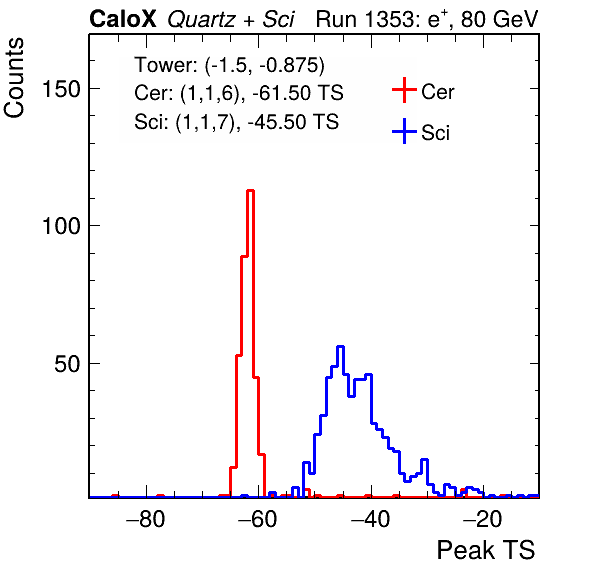 CaloX Quartz + Sci Run 1353: e⁺, 80 GeV
Tower: (-1.5, -0.875)
Cer: (1,1,6), -61.50 TS
Sci: (1,1,7), -45.50 TS
Cer
Sci
Counts
150
100
50
−80 −60 −40 −20
Peak TS